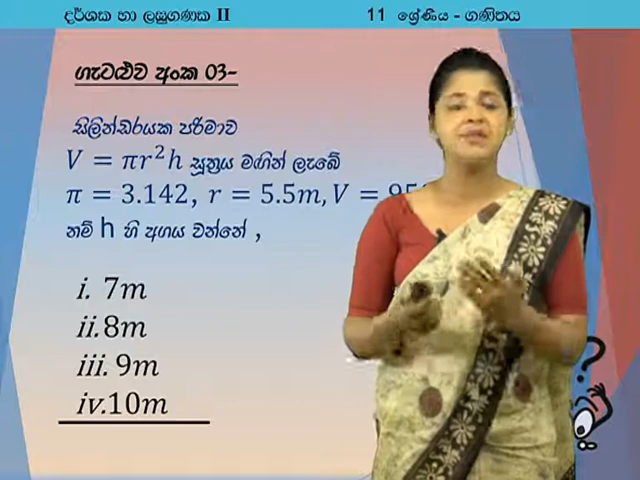 දර්ශක හා ලඝුගණක II
11 ශ්‍රේණිය - ගණිතය
ගැටළුව අංක 03-
සිලින්ඩරයක පරිමාව
V = πr²h සූත්‍රය මඟින් ලැබේ
π = 3.142, r = 5.5m, V = 95
නම් h හි අගය වන්නේ ,
i. 7m
ii. 8m
iii. 9m
iv. 10m
?